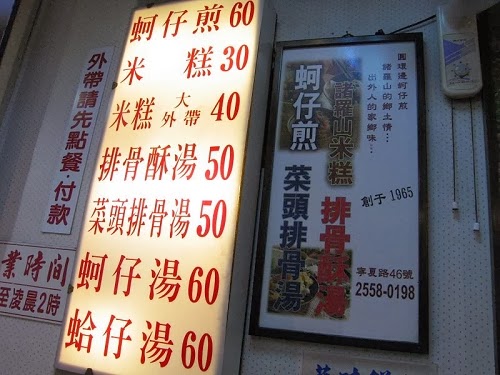 外帶請先點餐·付款
業時間
至凌晨2時
蚵仔煎 60
米糕 30
米糕 大外帶 40
排骨酥湯 50
菜頭排骨湯 50
蚵仔湯 60
蛤仔湯 60
圓環邊蚵仔煎
諸羅山的鄉土情…
出外人的家鄉味…
諸羅山米糕
蚵仔煎
創于 1965
排骨酥湯
菜頭排骨湯
寧夏路46號
2558-0198